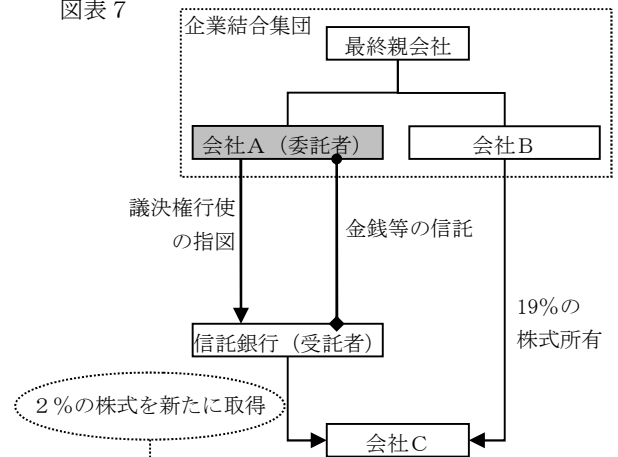 図表７
企業結合集団
最終親会社
会社Ａ（委託者）
会社Ｂ
議決権行使
の指図
金銭等の信託
19％の
株式所有
信託銀行（受託者）
２％の株式を新たに取得
会社Ｃ